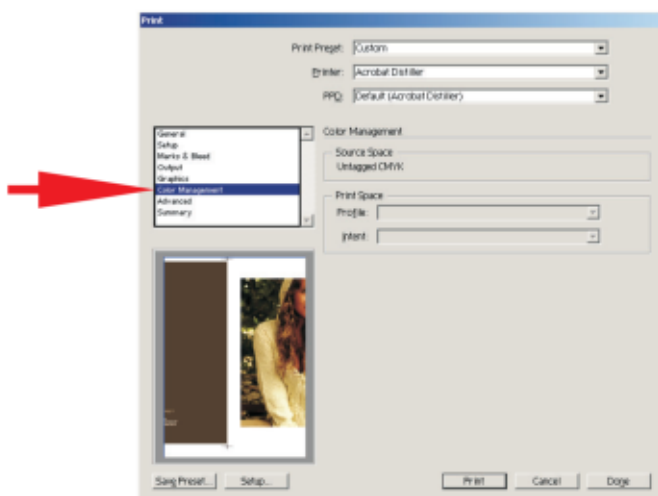 Print
Print Preset: Custom
Printer: Acrobat Distiller
PPD: Default (Acrobat Distiller)
General
Setup
Marks & Bleed
Output
Graphics
Color Management
Advanced
Summary
Color Management
Source Space
Untagged CMYK
Print Space
Profile:
Intent:
Save Preset... Setup... Print Cancel Done